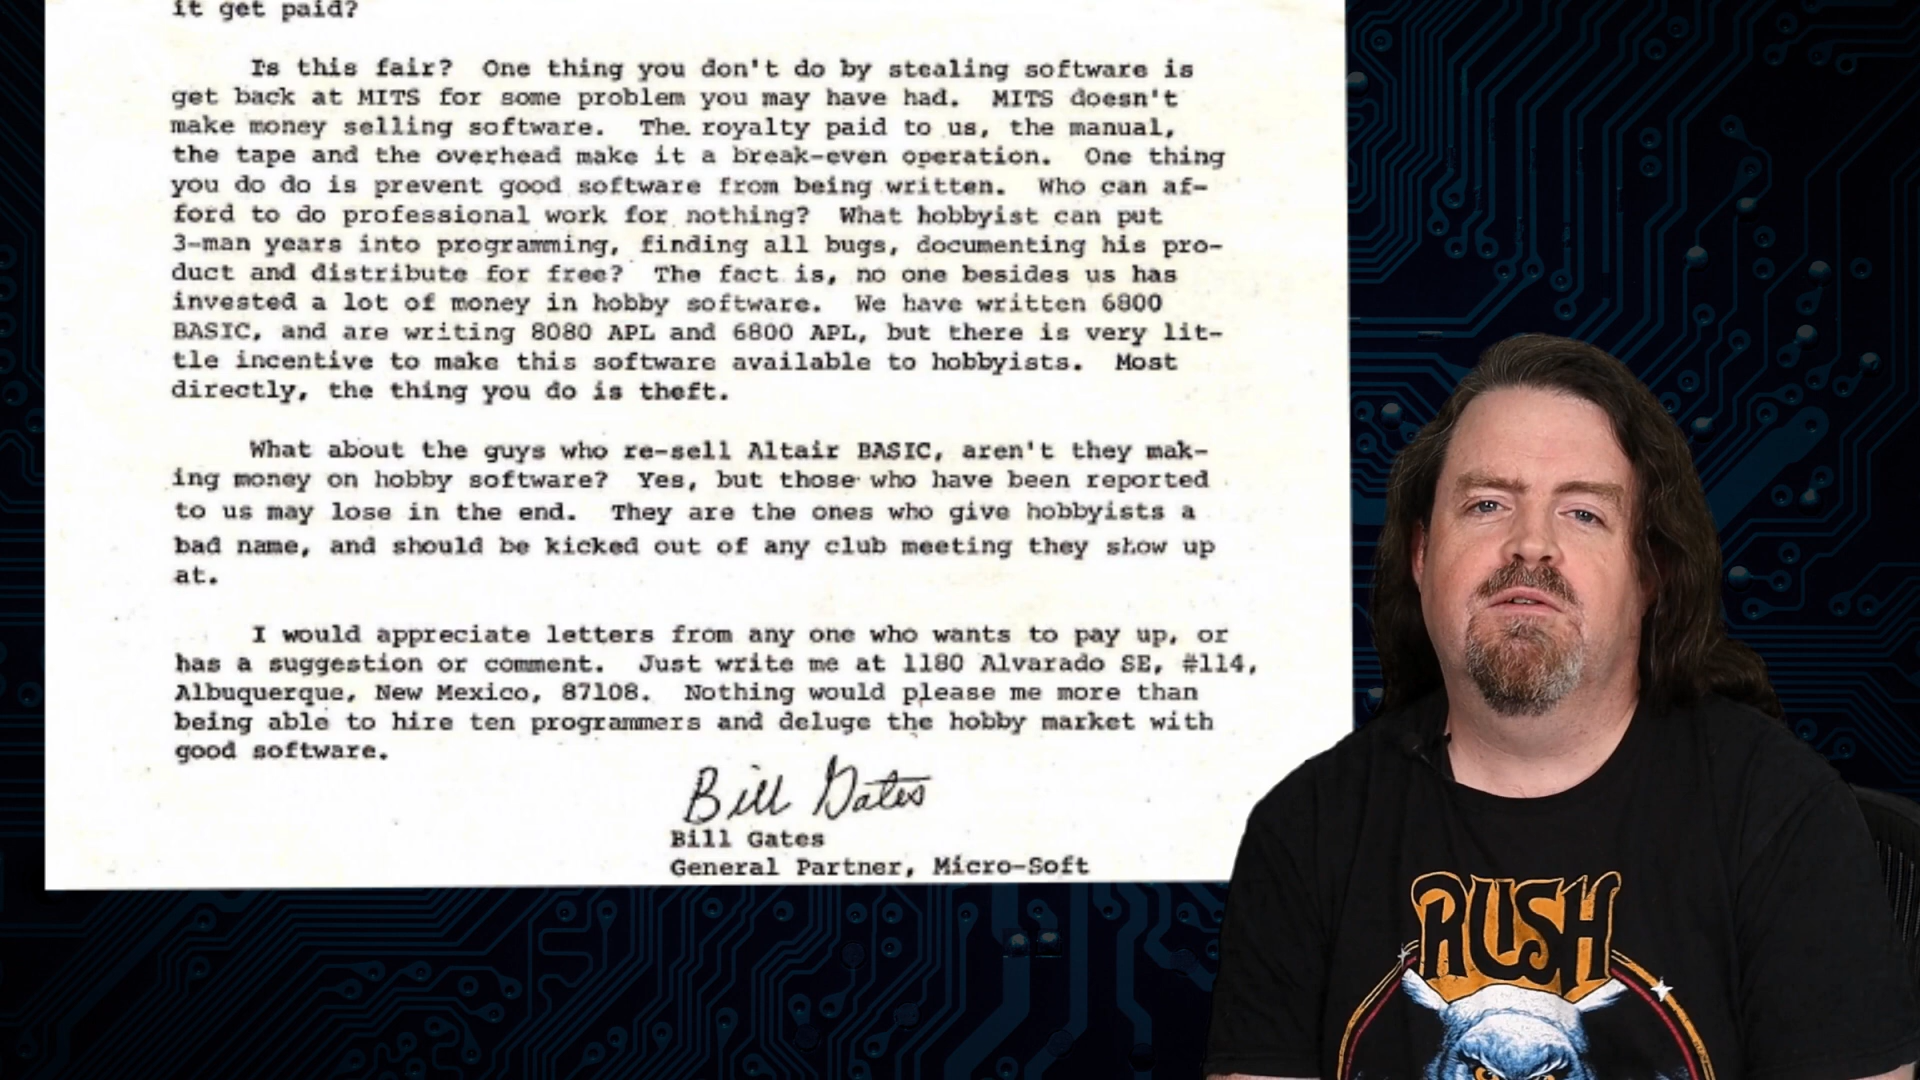 it get paid?
Is this fair? One thing you don't do by stealing software is
get back at MITS for some problem you may have had. MITS doesn't
make money selling software. The royalty paid to us, the manual,
the tape and the overhead make it a break-even operation. One thing
you do do is prevent good software from being written. Who can af-
ford to do professional work for nothing? What hobbyist can put
3-man years into programming, finding all bugs, documenting his pro-
duct and distribute for free? The fact is, no one besides us has
invested a lot of money in hobby software. We have written 6800
BASIC, and are writing 8080 APL and 6800 APL, but there is very lit-
tle incentive to make this software available to hobbyists. Most
directly, the thing you do is theft.
What about the guys who re-sell Altair BASIC, aren't they mak-
ing money on hobby software? Yes, but those who have been reported
to us may lose in the end. They are the ones who give hobbyists a
bad name, and should be kicked out of any club meeting they show up
at.
I would appreciate letters from any one who wants to pay up, or
has a suggestion or comment. Just write me at 1180 Alvarado SE, #114,
Albuquerque, New Mexico, 87108. Nothing would please me more than
being able to hire ten programmers and deluge the hobby market with
good software.
Bill Gates
Bill Gates
General Partner, Micro-Soft
RUSH